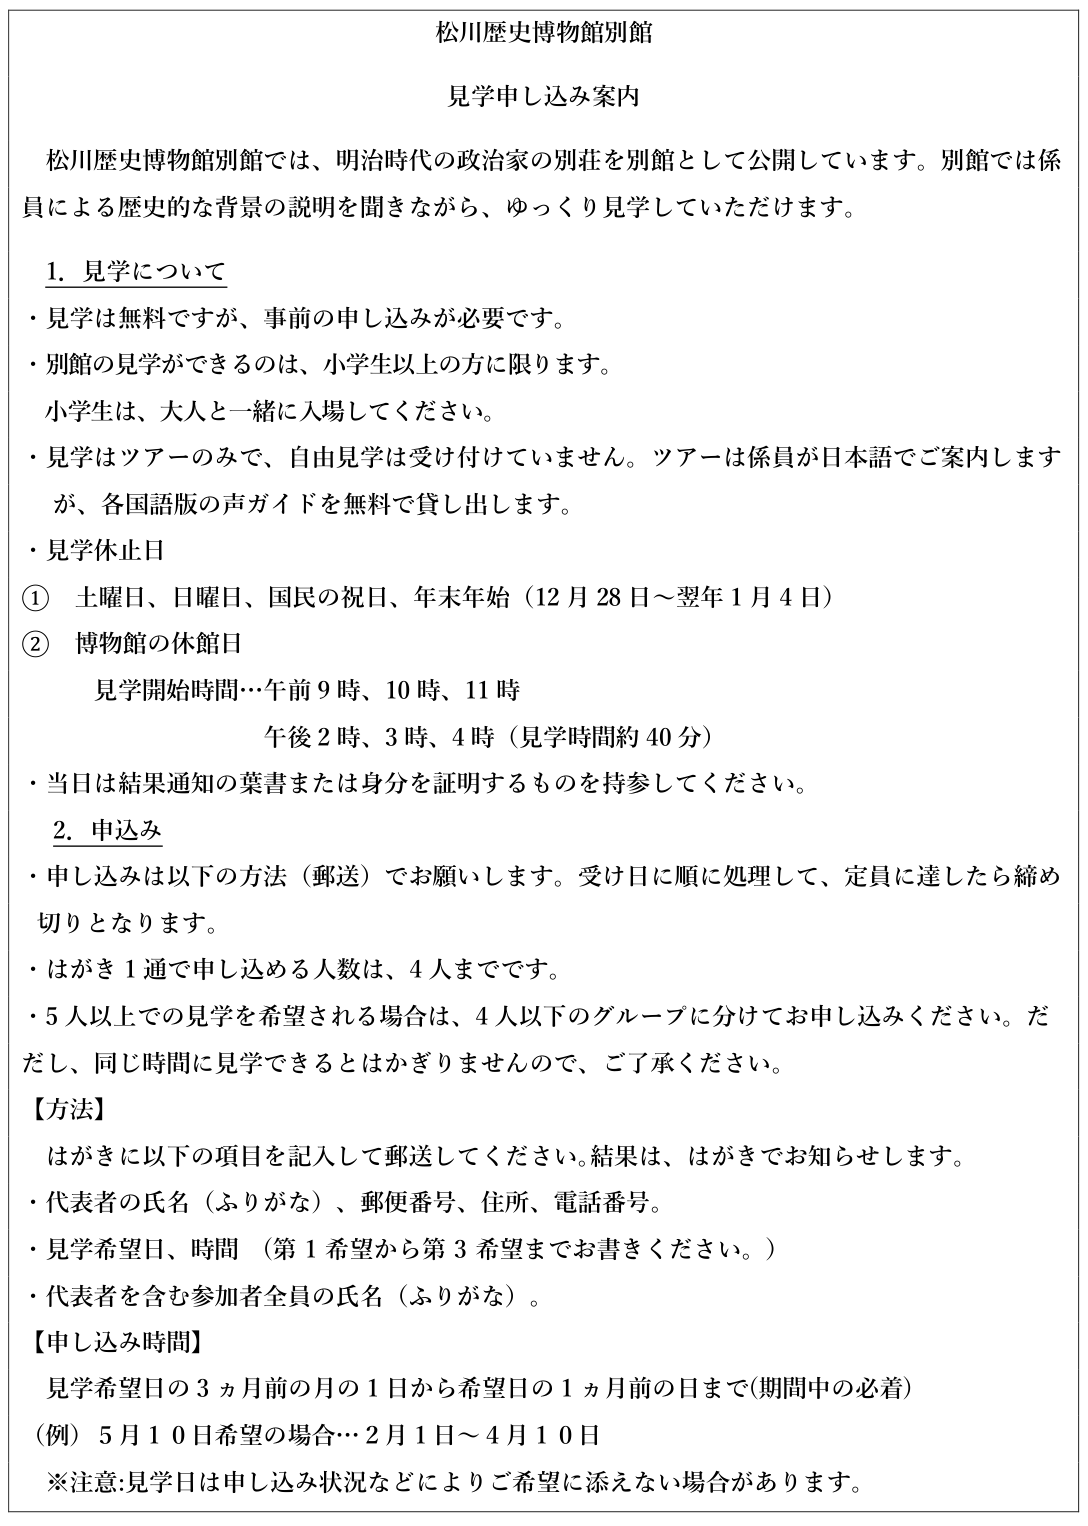 松川歴史博物館別館
見学申し込み案内
松川歴史博物館別館では、明治時代の政治家の別荘を別館として公開しています。別館では係
員による歴史的な背景の説明を聞きながら、ゆっくり見学していただけます。
1．見学について
・見学は無料ですが、事前の申し込みが必要です。
・別館の見学ができるのは、小学生以上の方に限ります。
小学生は、大人と一緒に入場してください。
・見学はツアーのみで、自由見学は受け付けていません。ツアーは係員が日本語でご案内します
が、各国語版の声ガイドを無料で貸し出します。
・見学休止日
① 土曜日、日曜日、国民の祝日、年末年始（12 月 28 日～翌年 1 月 4 日）
② 博物館の休館日
見学開始時間…午前 9 時、10 時、11 時
午後 2 時、3 時、4 時（見学時間約 40 分）
・当日は結果通知の葉書または身分を証明するものを持参してください。
2．申込み
・申し込みは以下の方法（郵送）でお願いします。受け日に順に処理して、定員に達したら締め
切りとなります。
・はがき 1 通で申し込める人数は、4 人までです。
・5 人以上での見学を希望される場合は、4 人以下のグループに分けてお申し込みください。だ
だし、同じ時間に見学できるとはかぎりませんので、ご了承ください。
【方法】
はがきに以下の項目を記入して郵送してください｡結果は、はがきでお知らせします。
・代表者の氏名（ふりがな）、郵便番号、住所、電話番号。
・見学希望日、時間 （第 1 希望から第 3 希望までお書きください。）
・代表者を含む参加者全員の氏名（ふりがな）。
【申し込み時間】
見学希望日の 3 ヵ月前の月の 1 日から希望日の 1 ヵ月前の日まで(期間中の必着)
（例）５月１０日希望の場合…２月１日～４月１０日
※注意:見学日は申し込み状況などによりご希望に添えない場合があります。